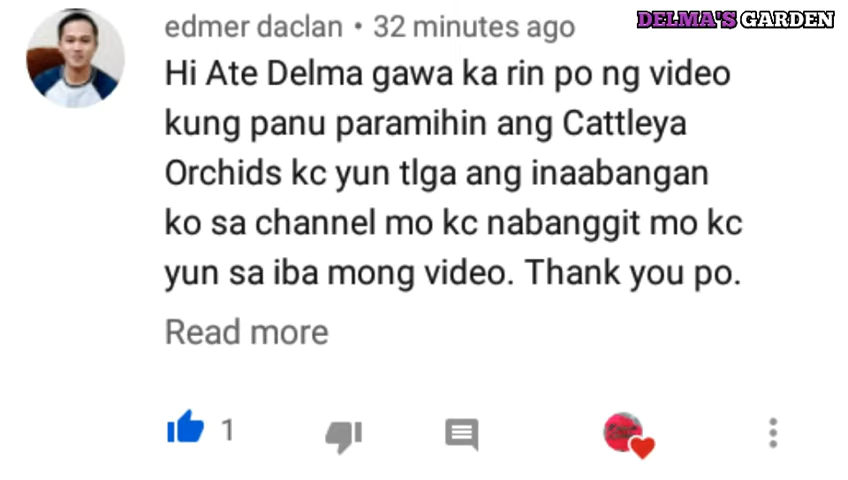 DELMA'S GARDEN
edmer daclan • 32 minutes ago
Hi Ate Delma gawa ka rin po ng video
kung panu paramihin ang Cattleya
Orchids kc yun tlga ang inaabangan
ko sa channel mo kc nabanggit mo kc
yun sa iba mong video. Thank you po.
Read more
1